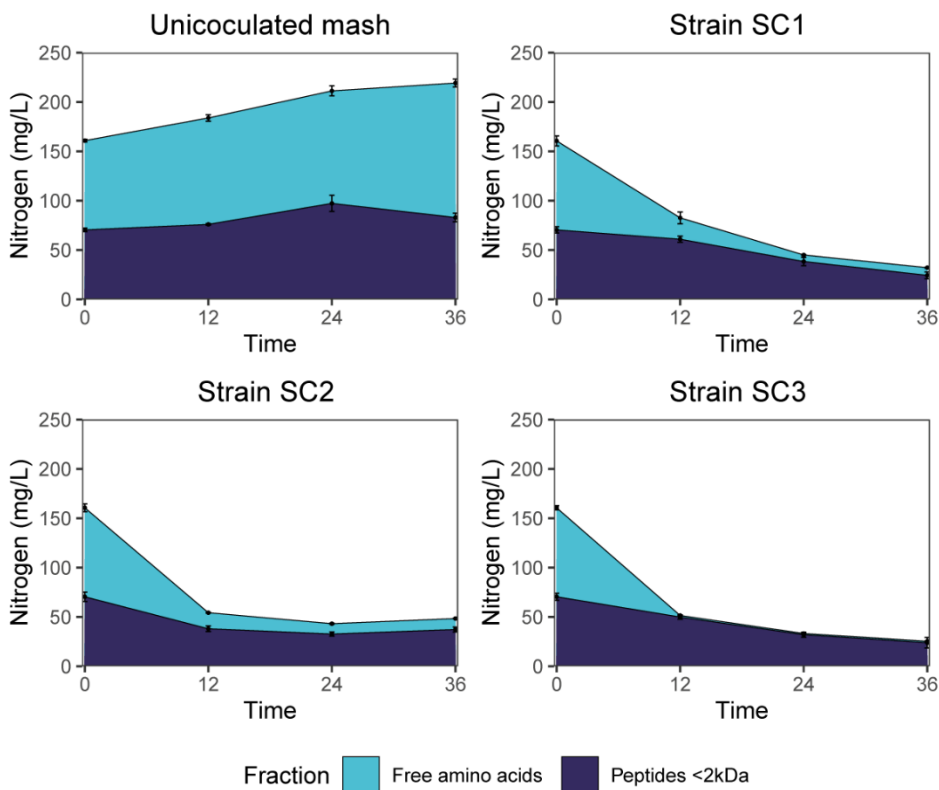 Unicoculated mash
Strain SC1
250
200
150
100
50
0
Nitrogen (mg/L)
0 12 24 36
Time
250
200
150
100
50
0
Nitrogen (mg/L)
0 12 24 36
Time
Strain SC2
Strain SC3
250
200
150
100
50
0
Nitrogen (mg/L)
0 12 24 36
Time
250
200
150
100
50
0
Nitrogen (mg/L)
0 12 24 36
Time
Fraction Free amino acids Peptides <2kDa